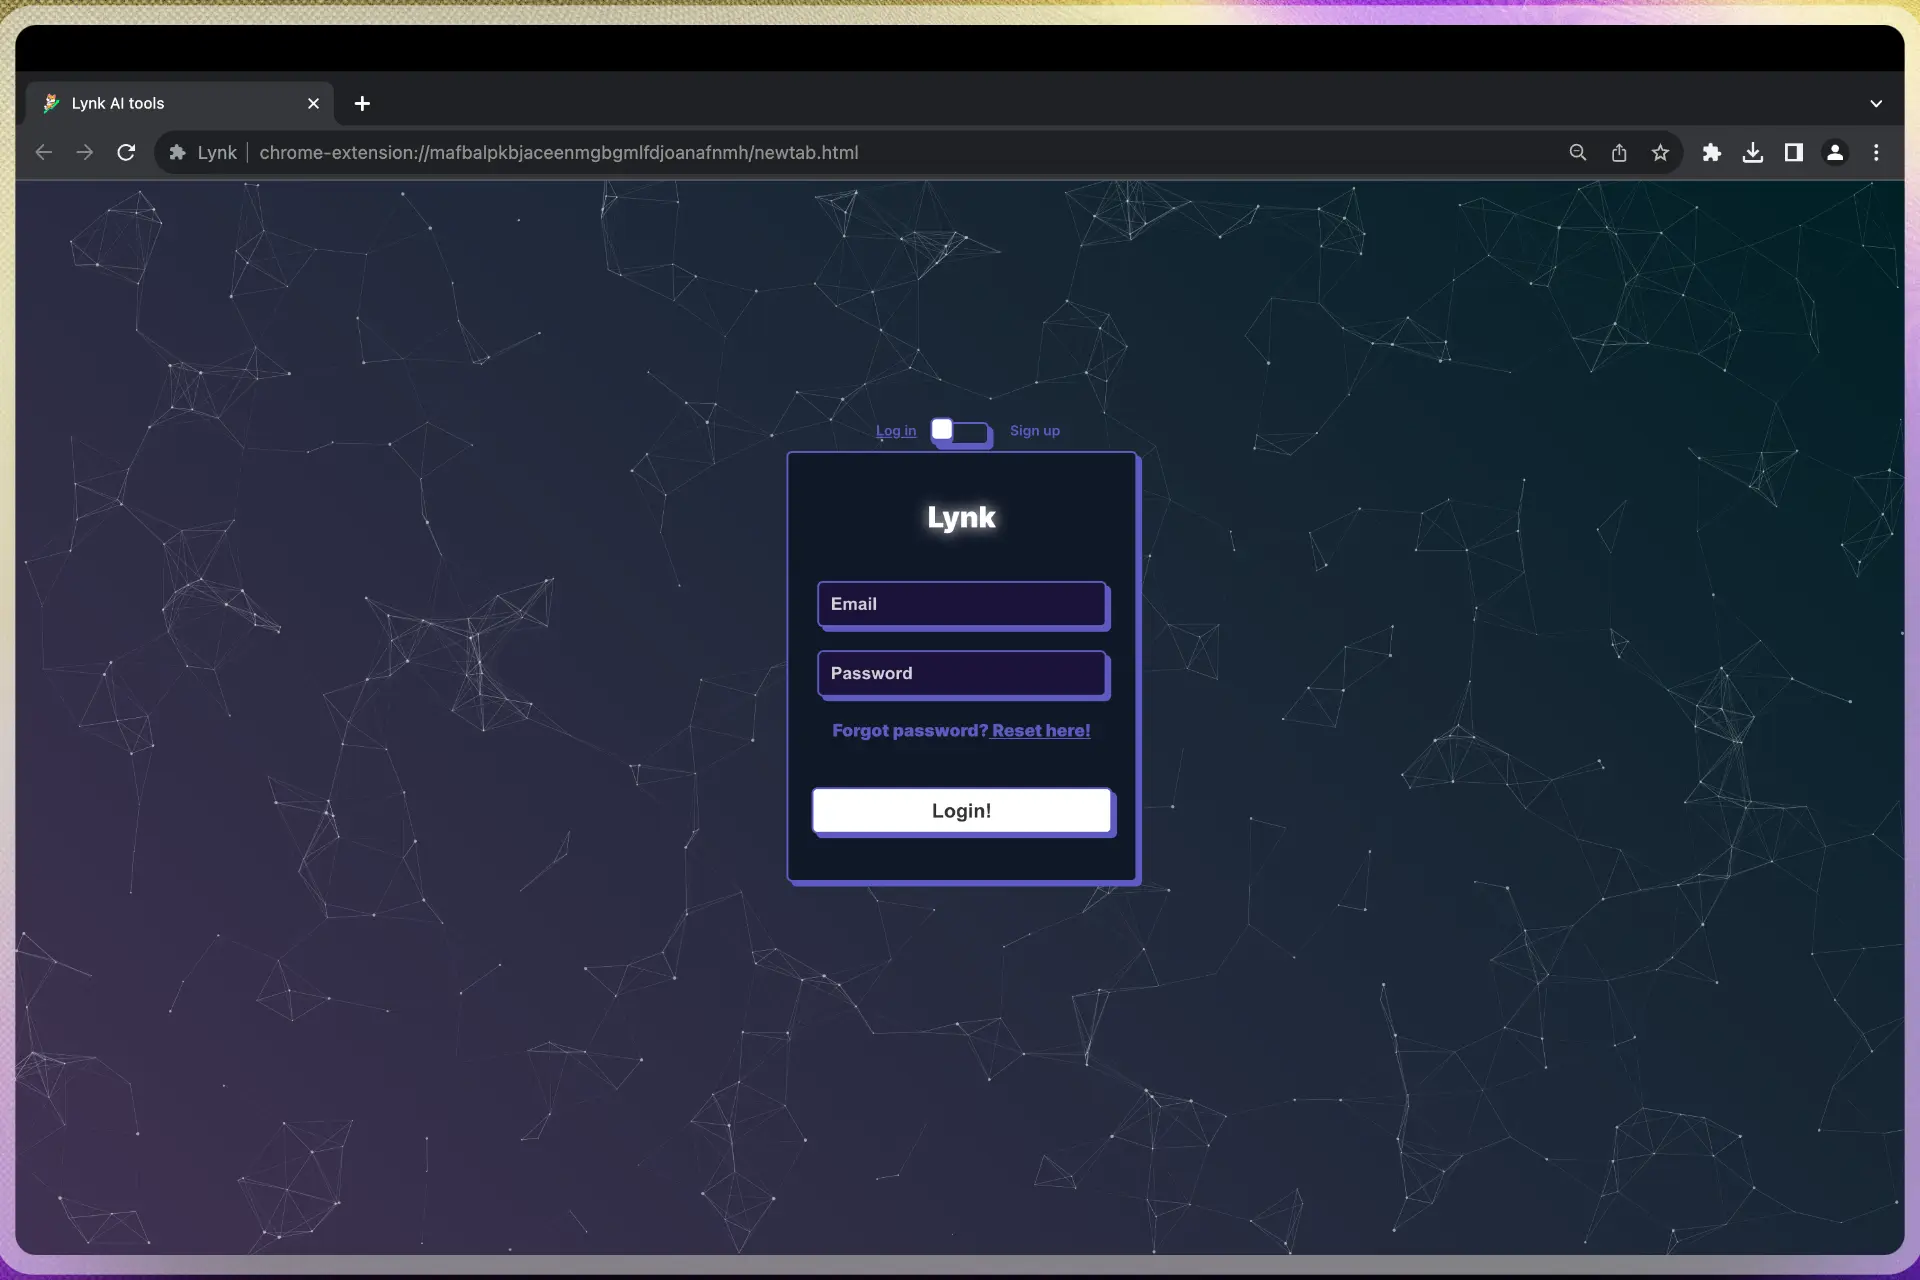 Lynk AI tools
Lynk chrome-extension://mafbalpkbjaceenmgbgmlfdjoanafnmh/newtab.html
Log in Sign up
Lynk
Email
Password
Forgot password? Reset here!
Login!